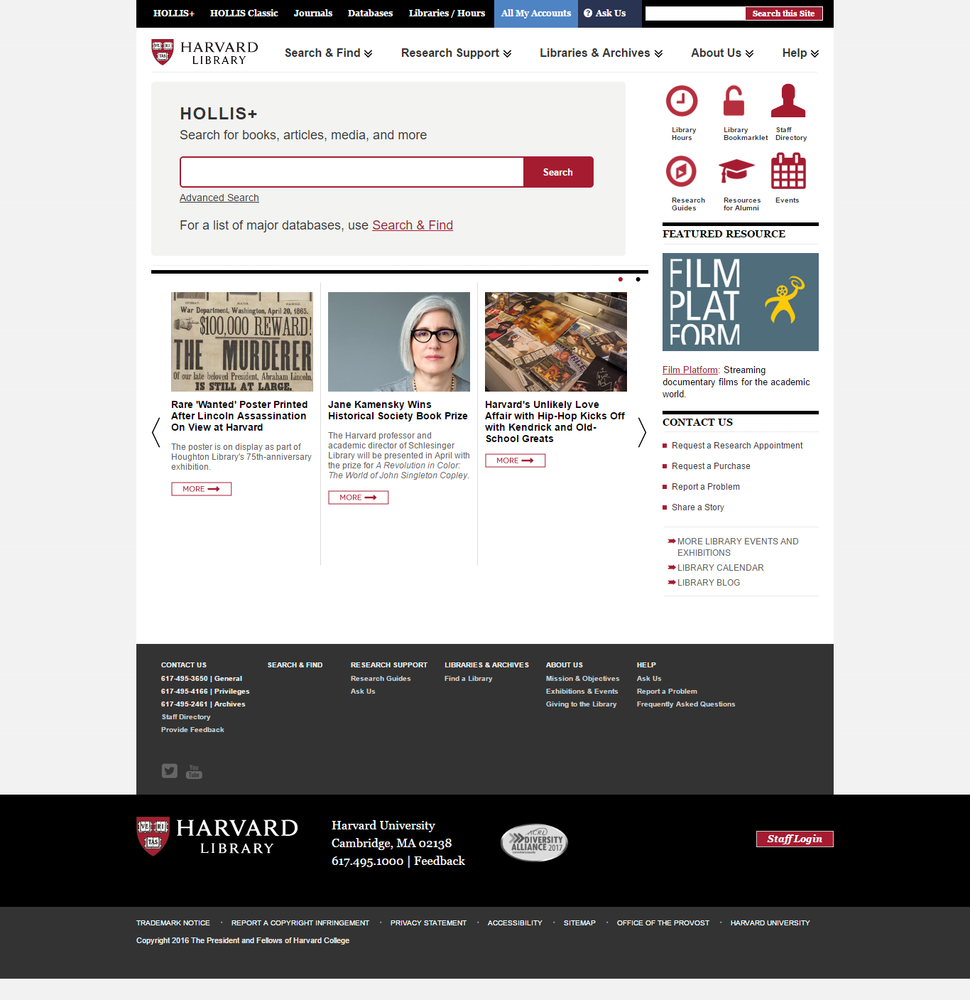 HOLLIS+ HOLLIS Classic Journals Databases Libraries / Hours All My Accounts Ask Us Search this Site
HARVARD
LIBRARY
Search & Find Research Support Libraries & Archives About Us Help
HOLLIS+
Search for books, articles, media, and more
Search
Advanced Search
For a list of major databases, use Search & Find
Library
Hours
Library
Bookmarklet
Staff
Directory
Research
Guides
Resources
for Alumni
Events
FEATURED RESOURCE
FILM
PLAT
FORM
Film Platform: Streaming
documentary films for the academic
world.
War Department, Washington, April 20, 1865.
$100,000 REWARD!
THE MURDERER
Of our late beloved President, Abraham Lincoln,
IS STILL AT LARGE.
Rare 'Wanted' Poster Printed
After Lincoln Assassination
On View at Harvard
The poster is on display as part of
Houghton Library's 75th-anniversary
exhibition.
MORE
Jane Kamensky Wins
Historical Society Book Prize
The Harvard professor and
academic director of Schlesinger
Library will be presented in April with
the prize for A Revolution in Color:
The World of John Singleton Copley.
MORE
Harvard's Unlikely Love
Affair with Hip-Hop Kicks Off
with Kendrick and Old-
School Greats
MORE
CONTACT US
Request a Research Appointment
Request a Purchase
Report a Problem
Share a Story
MORE LIBRARY EVENTS AND
EXHIBITIONS
LIBRARY CALENDAR
LIBRARY BLOG
CONTACT US
617-495-3650 | General
617-495-4166 | Privileges
617-495-2461 | Archives
Staff Directory
Provide Feedback
SEARCH & FIND
RESEARCH SUPPORT
Research Guides
Ask Us
LIBRARIES & ARCHIVES
Find a Library
ABOUT US
Mission & Objectives
Exhibitions & Events
Giving to the Library
HELP
Ask Us
Report a Problem
Frequently Asked Questions
You
Tube
VE RI
TAS
HARVARD
LIBRARY
Harvard University
Cambridge, MA 02138
617.495.1000 | Feedback
ACRL
DIVERSITY
ALLIANCE 2017
Staff Login
TRADEMARK NOTICE · REPORT A COPYRIGHT INFRINGEMENT · PRIVACY STATEMENT · ACCESSIBILITY · SITEMAP · OFFICE OF THE PROVOST · HARVARD UNIVERSITY
Copyright 2016 The President and Fellows of Harvard College